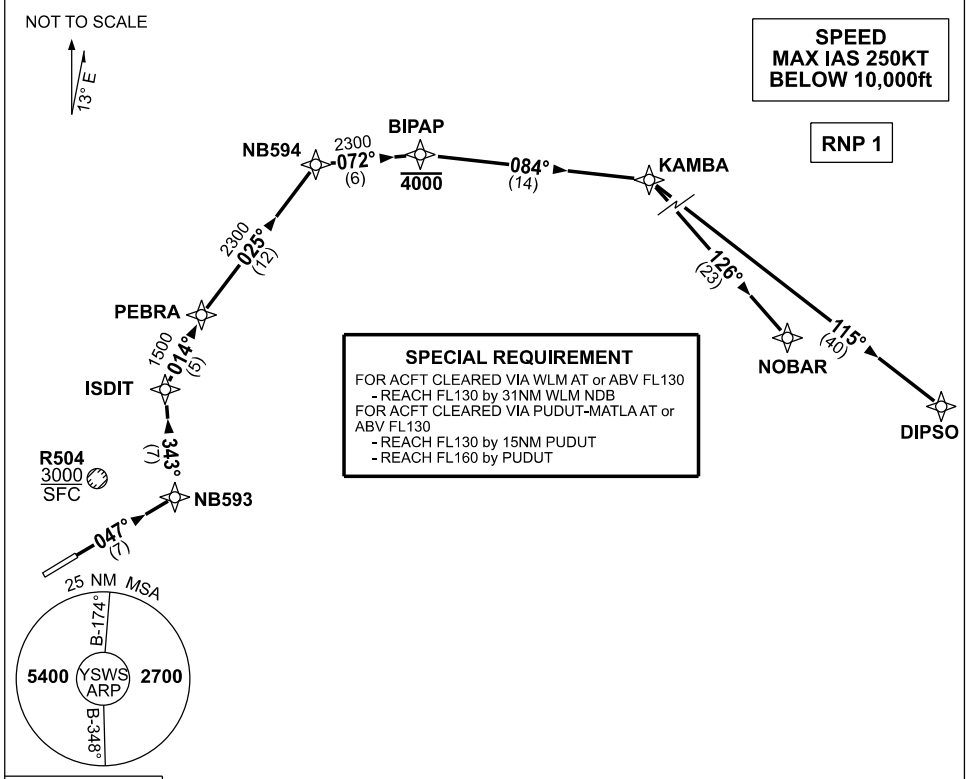 NOT TO SCALE
13° E
SPEED
MAX IAS 250KT
BELOW 10,000ft
RNP 1
BIPAP
4000
NB594
2300
072°
(6)
084°
(14)
KAMBA
2300
025°
(12)
126°
(23)
PEBRA
115°
(40)
NOBAR
DIPSO
1500
014°
(5)
ISDIT
SPECIAL REQUIREMENT
FOR ACFT CLEARED VIA WLM AT or ABV FL130
- REACH FL130 by 31NM WLM NDB
FOR ACFT CLEARED VIA PUDUT-MATLA AT or
ABV FL130
- REACH FL130 by 15NM PUDUT
- REACH FL160 by PUDUT
343°
(7)
R504
3000
SFC
NB593
047°
(7)
25 NM MSA
B-174°
5400
YSWS
ARP
2700
B-348°